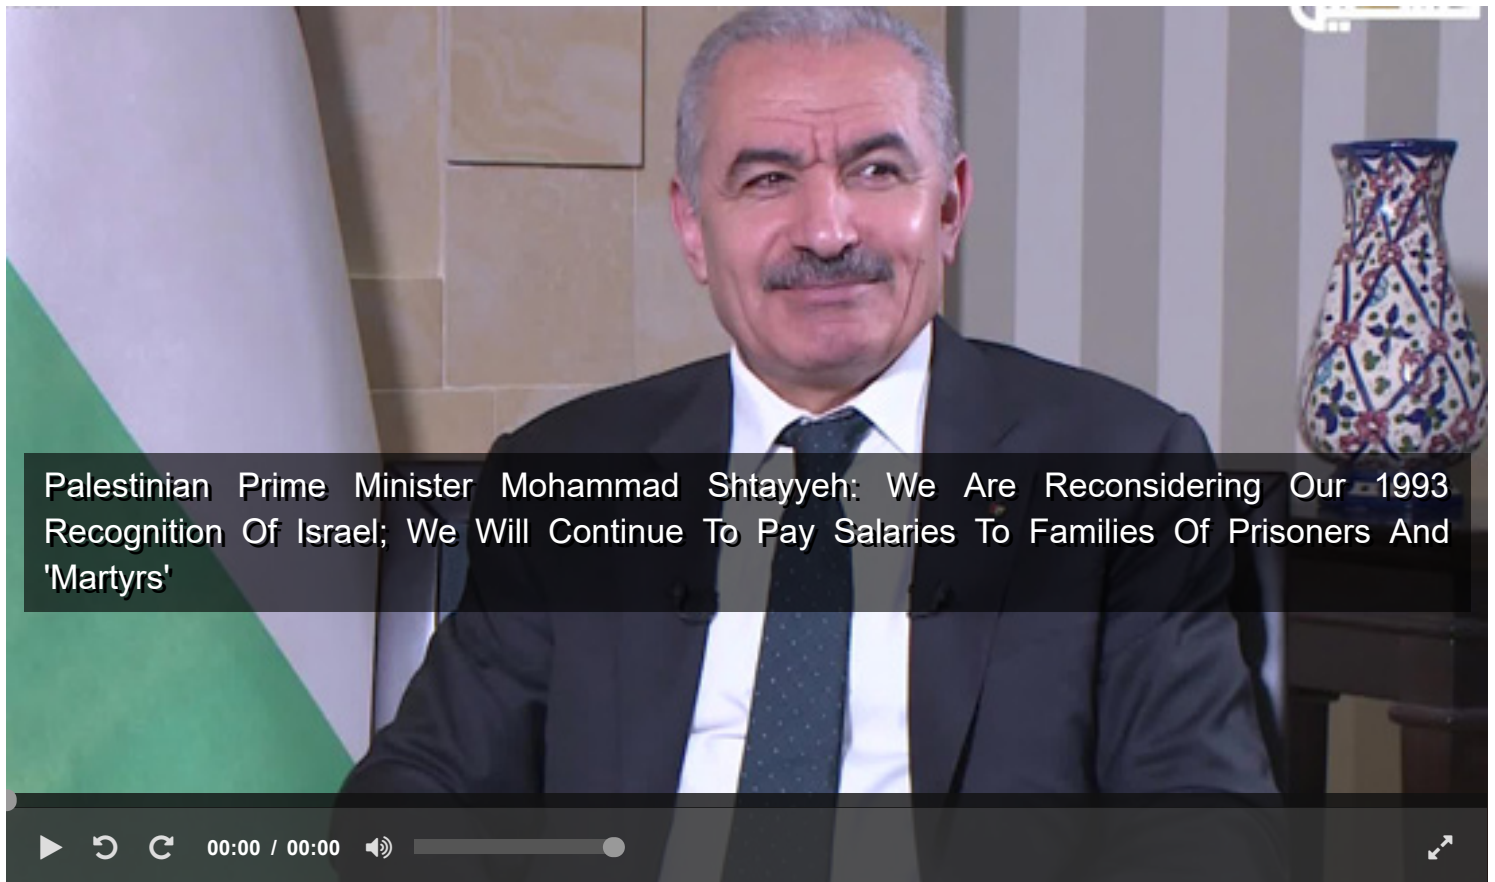 Palestinian Prime Minister Mohammad Shtayyeh: We Are Reconsidering Our 1993
Recognition Of Israel; We Will Continue To Pay Salaries To Families Of Prisoners And
'Martyrs'
00:00 / 00:00